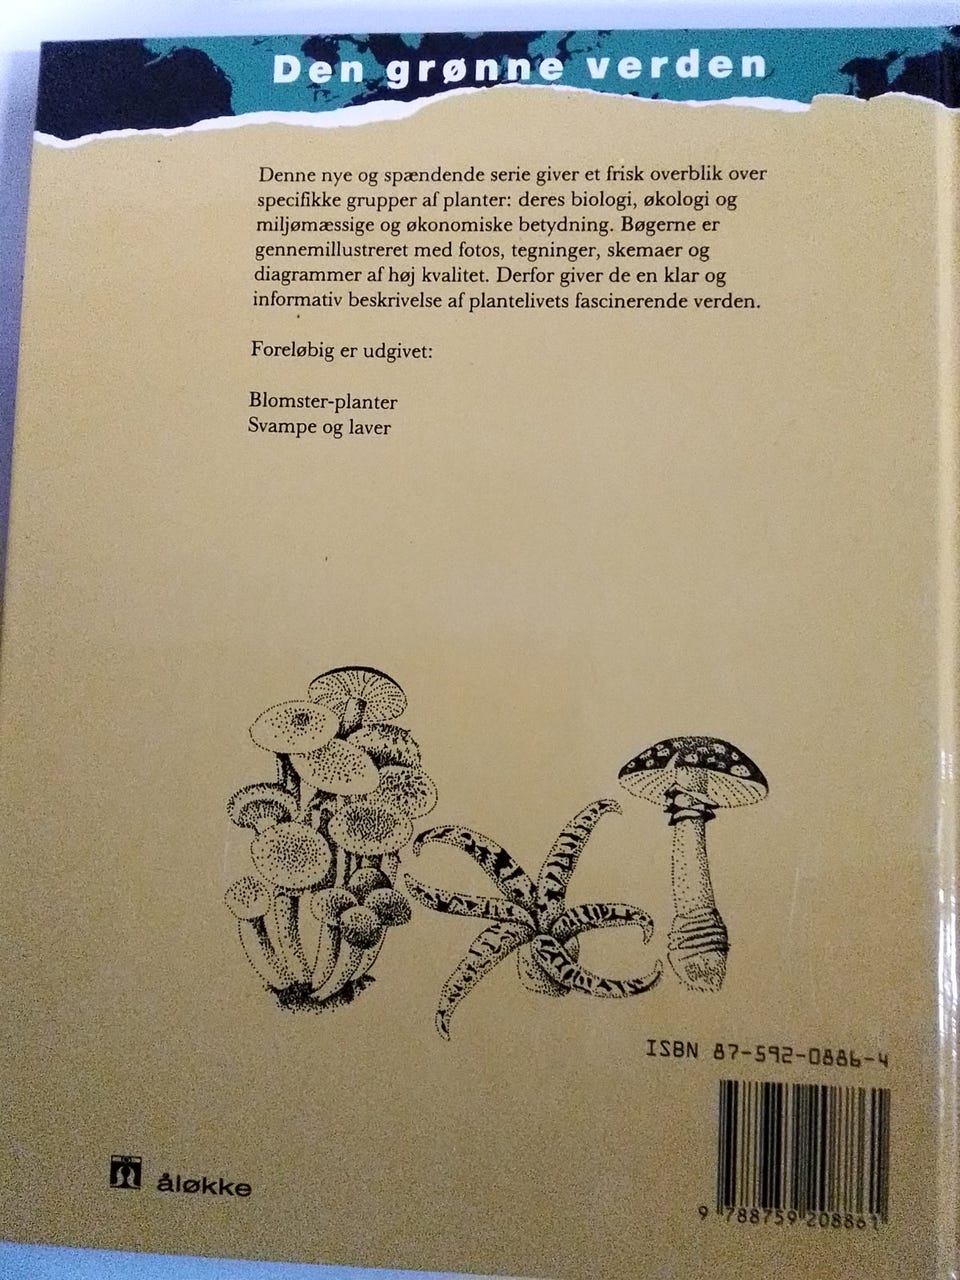 Den grønne verden
Denne nye og spændende serie giver et frisk overblik over
specifikke grupper af planter: deres biologi, økologi og
miljømæssige og økonomiske betydning. Bøgerne er
gennemillustreret med fotos, tegninger, skemaer og
diagrammer af høj kvalitet. Derfor giver de en klar og
informativ beskrivelse af plantelivets fascinerende verden.
Foreløbig er udgivet:
Blomster-planter
Svampe og laver
ISBN 87-592-0886-4
9 788759 208861
åløkke